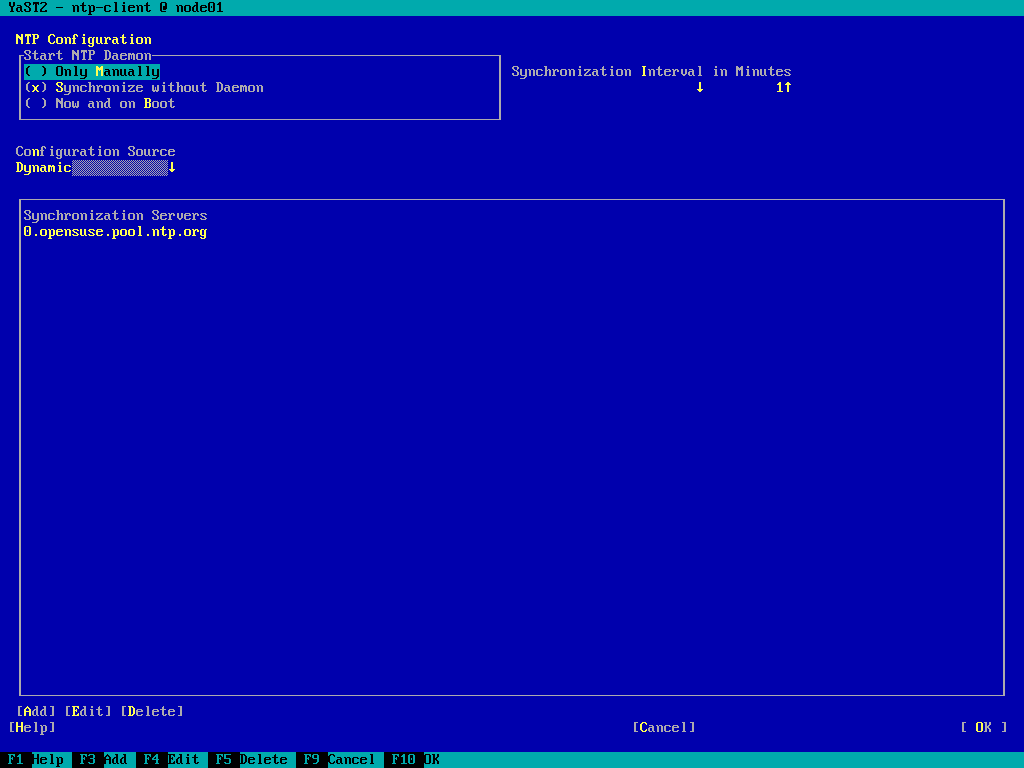 YaST2 - ntp-client @ node01
NTP Configuration
Start NTP Daemon
( ) Only Manually
(x) Synchronize without Daemon
( ) Now and on Boot
Synchronization Interval in Minutes
↓ 1↑
Configuration Source
Dynamic▒▒▒▒▒▒▒▒▒▒▒▒↓
Synchronization Servers
0.opensuse.pool.ntp.org
[Add] [Edit] [Delete]
[Help] [Cancel] [ OK ]
F1 Help F3 Add F4 Edit F5 Delete F9 Cancel F10 OK